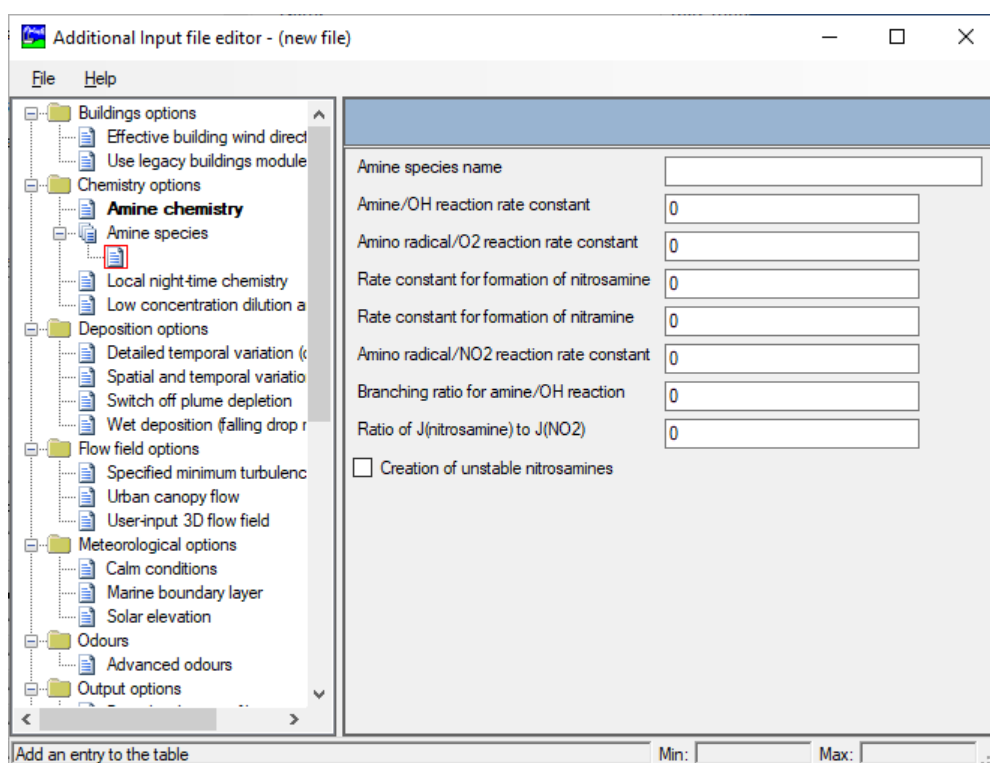 Additional Input file editor - (new file)
File Help
Buildings options
Effective building wind direct
Use legacy buildings module
Chemistry options
Amine chemistry
Amine species
Local night-time chemistry
Low concentration dilution a
Deposition options
Detailed temporal variation (c
Spatial and temporal variatio
Switch off plume depletion
Wet deposition (falling drop r
Flow field options
Specified minimum turbulenc
Urban canopy flow
User-input 3D flow field
Meteorological options
Calm conditions
Marine boundary layer
Solar elevation
Odours
Advanced odours
Output options
Amine species name
Amine/OH reaction rate constant 0
Amino radical/O2 reaction rate constant 0
Rate constant for formation of nitrosamine 0
Rate constant for formation of nitramine 0
Amino radical/NO2 reaction rate constant 0
Branching ratio for amine/OH reaction 0
Ratio of J(nitrosamine) to J(NO2) 0
Creation of unstable nitrosamines
Add an entry to the table Min: Max: